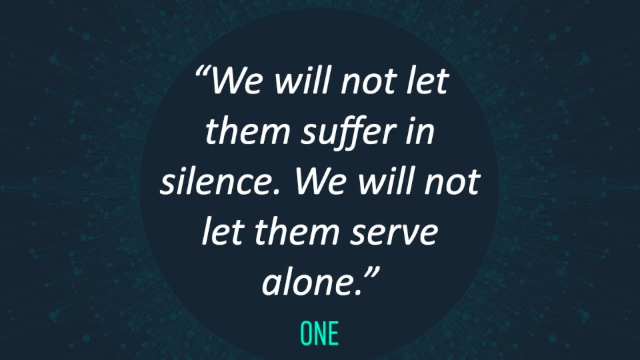 “We will not let
them suffer in
silence. We will not
let them serve
alone.”
ONE